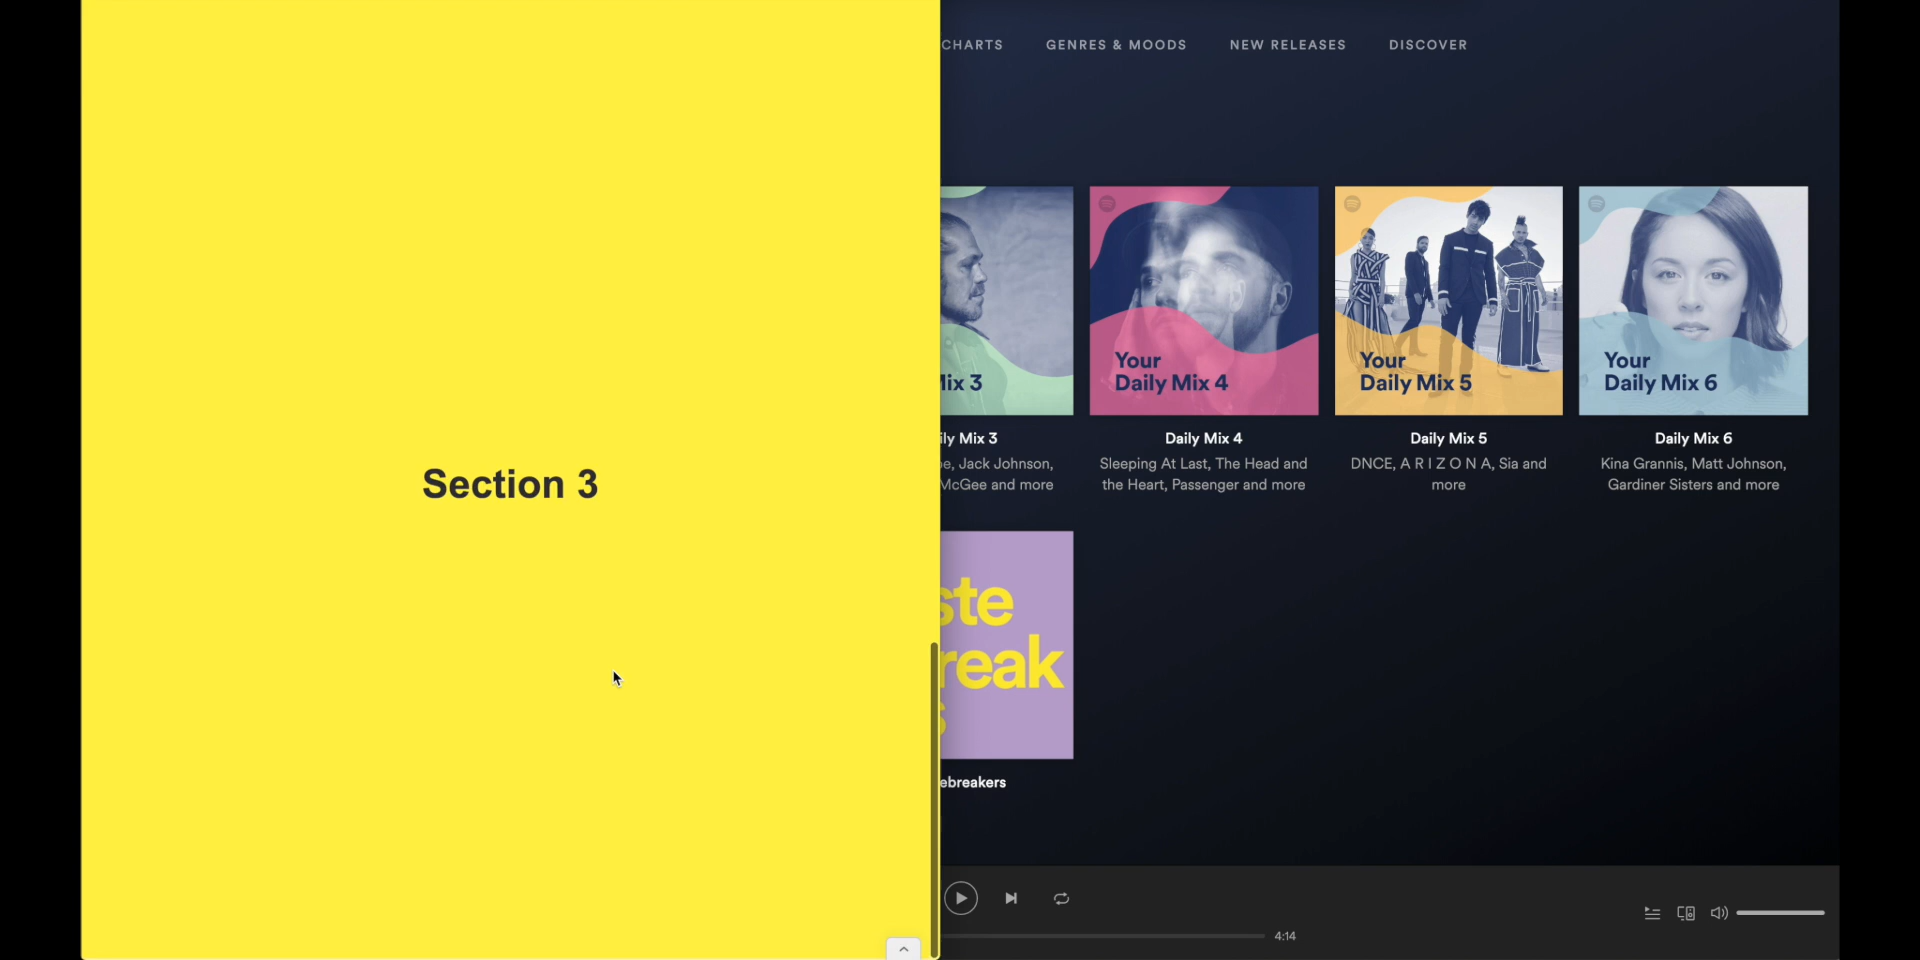 CHARTS
GENRES & MOODS
NEW RELEASES
DISCOVER
Section 3
Mix 3
Your
Daily Mix 4
Your
Daily Mix 5
Your
Daily Mix 6
ily Mix 3
e, Jack Johnson,
McGee and more
Daily Mix 4
Sleeping At Last, The Head and
the Heart, Passenger and more
Daily Mix 5
DNCE, A R I Z O N A, Sia and
more
Daily Mix 6
Kina Grannis, Matt Johnson,
Gardiner Sisters and more
ste
reak
s
ebreakers
4:14